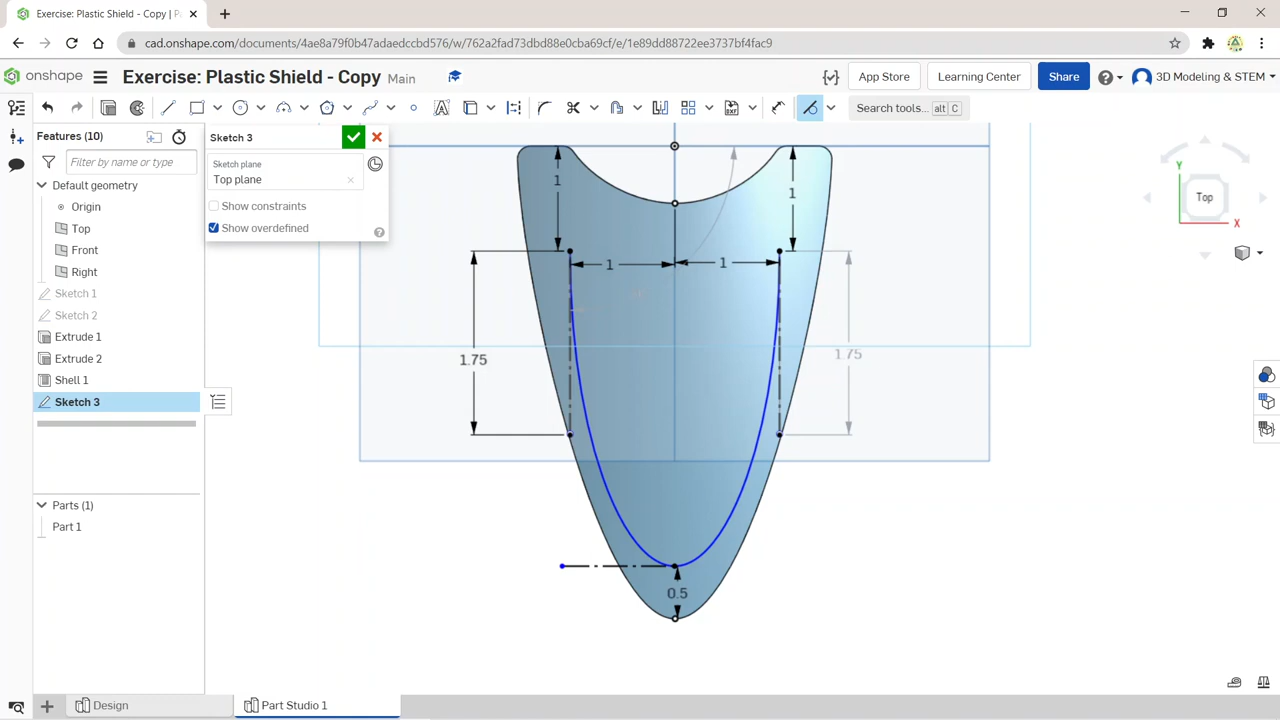 Exercise: Plastic Shield - Copy | P
cad.onshape.com/documents/4ae8a79f0b47adaedccbd576/w/762a2fad73dbd88e0cba69cf/e/1e89dd88722ee3737bf4fac9
onshape
Exercise: Plastic Shield - Copy Main
App Store
Learning Center
Share
3D Modeling & STEM
Search tools...
alt C
Features (10)
Filter by name or type
Default geometry
Origin
Top
Front
Right
Sketch 1
Sketch 2
Extrude 1
Extrude 2
Shell 1
Sketch 3
Parts (1)
Part 1
Sketch 3
Sketch plane
Top plane
Show constraints
Show overdefined
1
1
1
1
1.75
1.75
0.5
Y
Top
X
Design
Part Studio 1